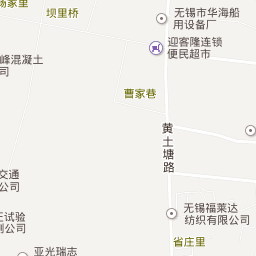 坝里桥
无锡市华海船
用设备厂
迎客隆连锁
便民超市
峰混凝土
司
曹家巷
黄土塘路
交通
公司
无锡福莱达
纺织有限公司
试验
公司
省庄里
亚光瑞志